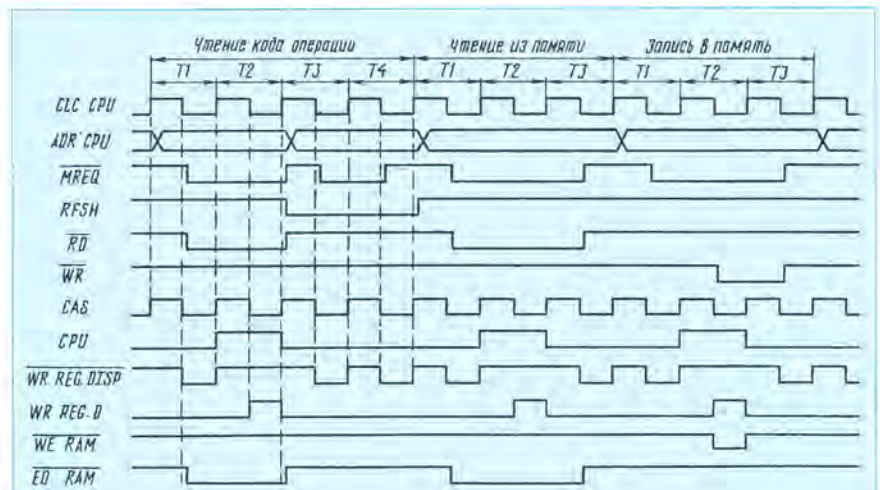 Чтение кода операции Чтение из памяти Запись в память
T1 T2 T3 T4 T1 T2 T3 T1 T2 T3
CLC CPU
ADR CPU
MREQ
RFSH
RD
WR
CAS
CPU
WR REG.DISP
WR REG.D
WE RAM
EO RAM